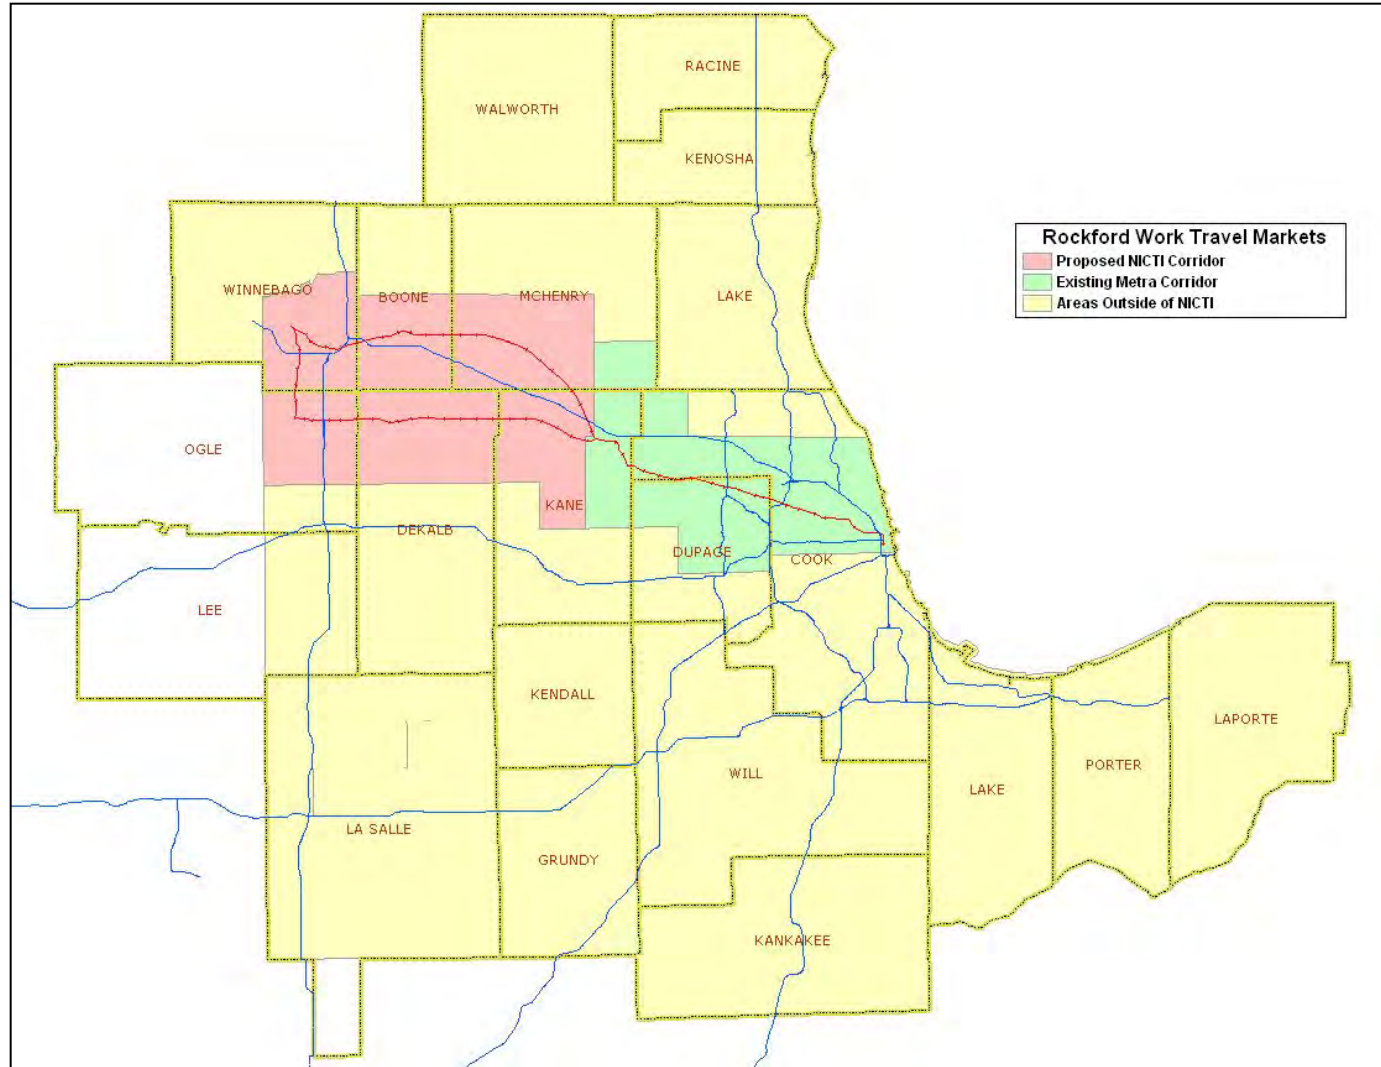 RACINE
WALWORTH
KENOSHA
Rockford Work Travel Markets
Proposed NICTI Corridor
Existing Metra Corridor
Areas Outside of NICTI
WINNEBAGO
BOONE
MCHENRY
LAKE
OGLE
KANE
DEKALB
DUPAGE
COOK
LEE
KENDALL
LAPORTE
PORTER
WILL
LAKE
LA SALLE
GRUNDY
KANKAKEE